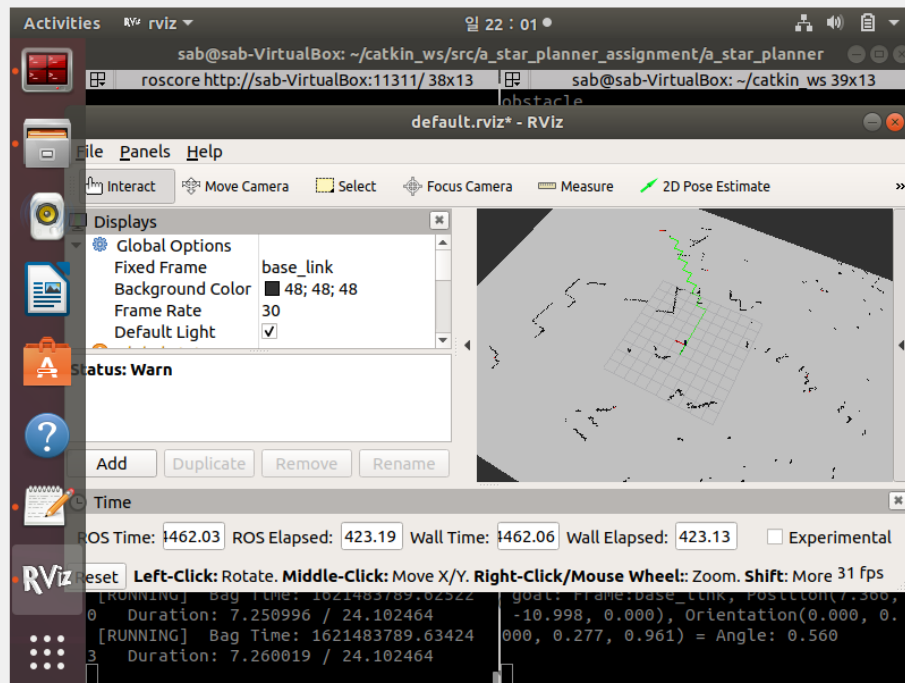 Activities RViz rviz 일 22 : 01
sab@sab-VirtualBox: ~/catkin_ws/src/a_star_planner_assignment/a_star_planner
roscore http://sab-VirtualBox:11311/ 38x13 sab@sab-VirtualBox: ~/catkin_ws 39x13
obstacle
default.rviz* - RViz
File Panels Help
Interact Move Camera Select Focus Camera Measure 2D Pose Estimate »
Displays
Global Options
Fixed Frame base_link
Background Color 48; 48; 48
Frame Rate 30
Default Light ✓
Status: Warn
Add Duplicate Remove Rename
Time
ROS Time: 4462.03 ROS Elapsed: 423.19 Wall Time: 4462.06 Wall Elapsed: 423.13 Experimental
Reset Left-Click: Rotate. Middle-Click: Move X/Y. Right-Click/Mouse Wheel:: Zoom. Shift: More 31 fps
RViz
[RUNNING] Bag Time: 1621483789.62522
0 Duration: 7.250996 / 24.102464
[RUNNING] Bag Time: 1621483789.63424
3 Duration: 7.260019 / 24.102464
goal: Frame:base_link, Position(7.366,
-10.998, 0.000), Orientation(0.000, 0.
000, 0.277, 0.961) = Angle: 0.560